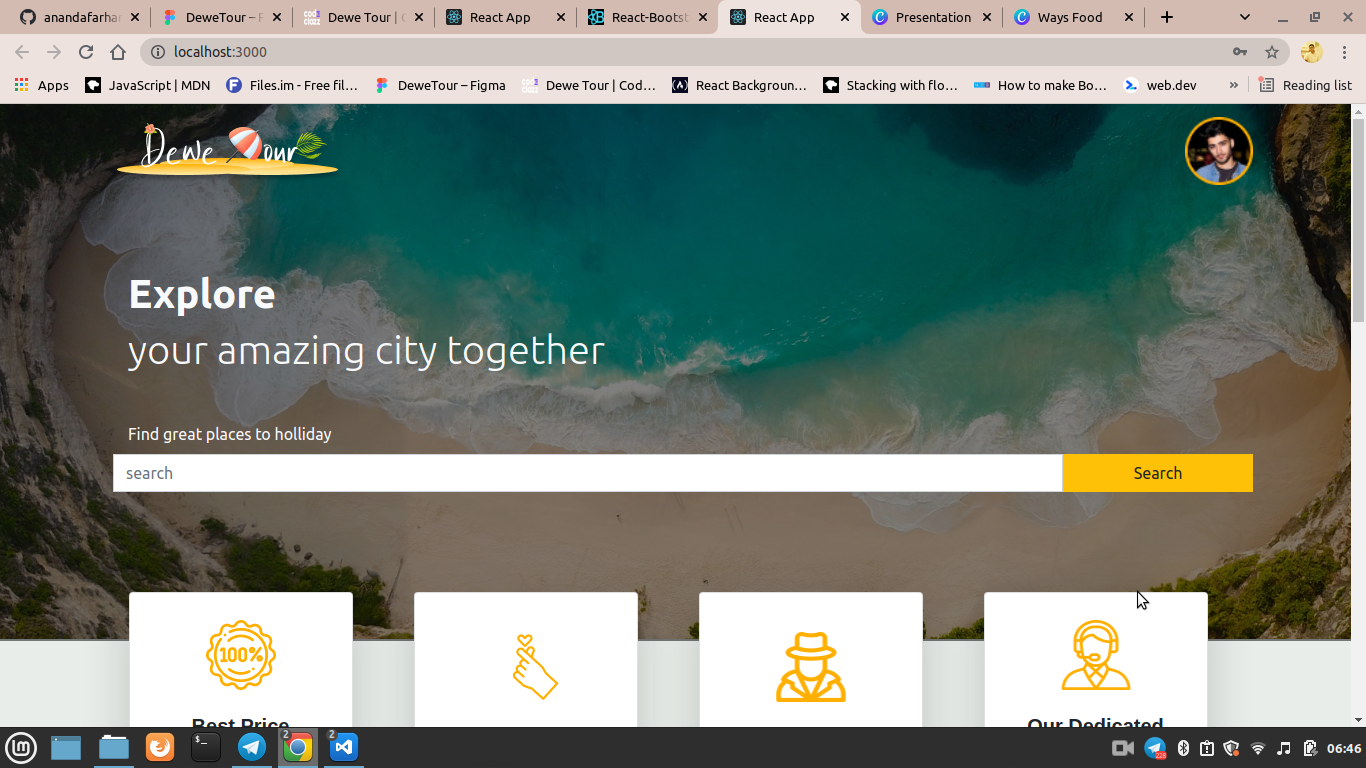 anandafarhan
DeweTour – F
Dewe Tour | C
React App
React-Bootst
React App
Presentation
Ways Food
localhost:3000
Apps
JavaScript | MDN
Files.im - Free fil...
DeweTour – Figma
Dewe Tour | Cod...
React Backgroun...
Stacking with flo...
How to make Bo...
web.dev
»
Reading list
Dewe Tour
Explore
your amazing city together
Find great places to holliday
search
Search
100%
Best Price
Our Dedicated
2
2
228
06:46